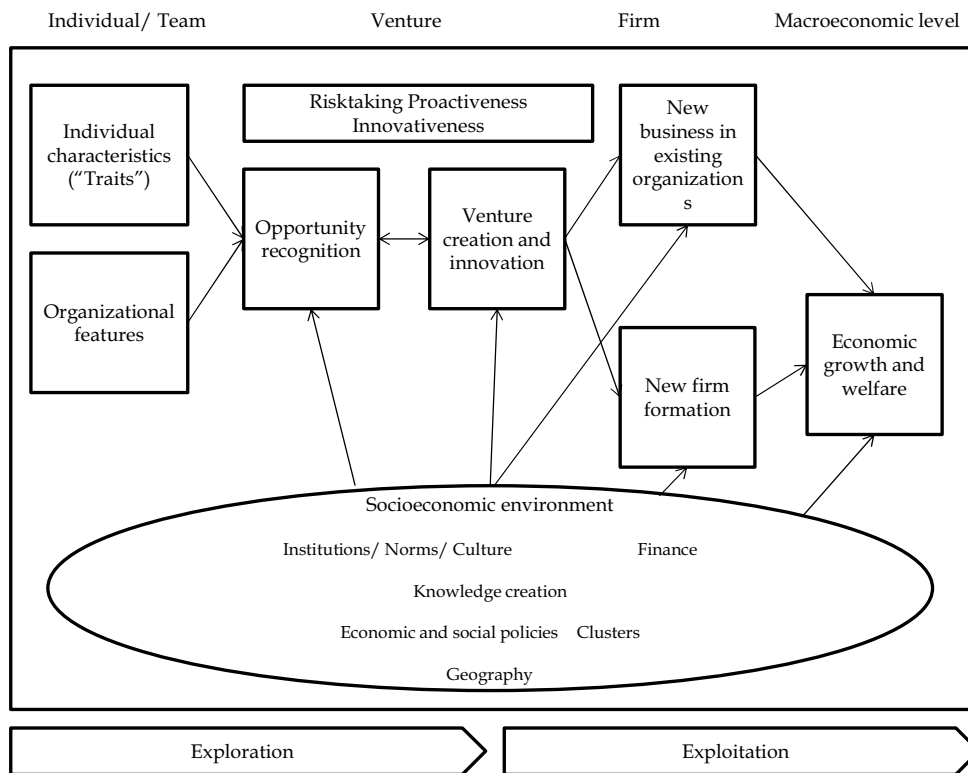 Individual/ Team
Venture
Firm
Macroeconomic level
Individual
characteristics
(“Traits”)
Organizational
features
Risktaking Proactiveness
Innovativeness
Opportunity
recognition
Venture
creation and
innovation
New
business in
existing
organization
s
New firm
formation
Economic
growth and
welfare
Socioeconomic environment
Institutions/ Norms/ Culture
Finance
Knowledge creation
Economic and social policies
Clusters
Geography
Exploration
Exploitation